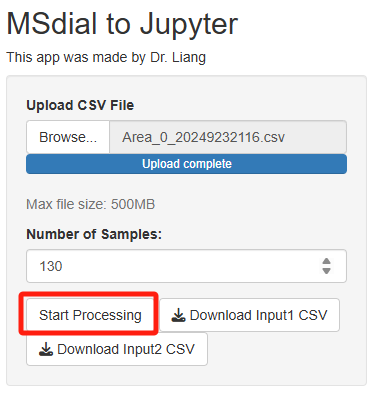 MSdial to Jupyter
This app was made by Dr. Liang
Upload CSV File
Browse... Area_0_20249232116.csv
Upload complete
Max file size: 500MB
Number of Samples:
130
Start Processing Download Input1 CSV
Download Input2 CSV